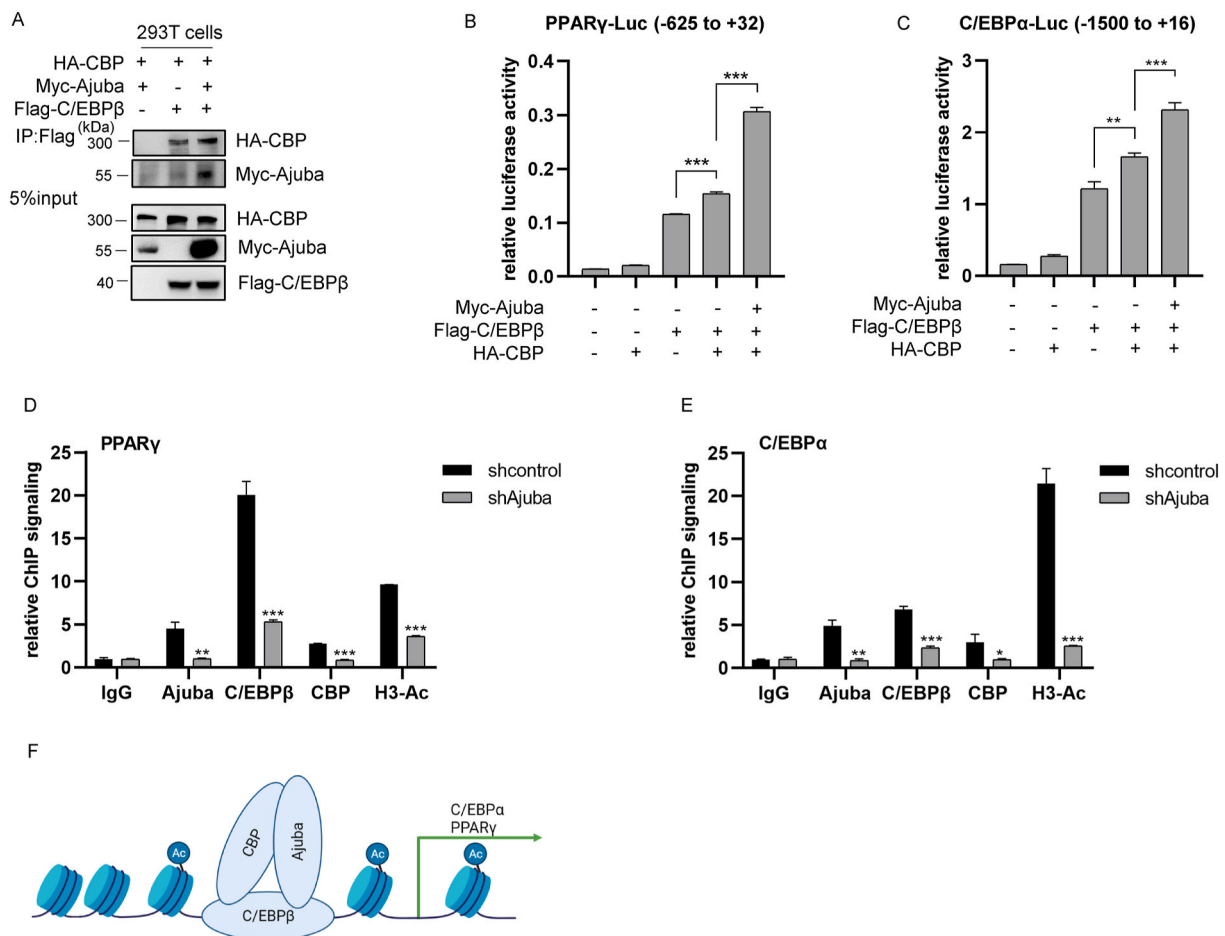 A
293T cells
HA-CBP + + +
Myc-Ajuba + - +
Flag-C/EBPβ - + +
IP:Flag (kDa)
300 HA-CBP
55 Myc-Ajuba
5%input
300 HA-CBP
55 Myc-Ajuba
40 Flag-C/EBPβ
B
PPARγ-Luc (-625 to +32)
relative luciferase activity
0.4
0.3
0.2
0.1
0.0
***
***
Myc-Ajuba - - - - +
Flag-C/EBPβ - - + + +
HA-CBP - + - + +
C
C/EBPα-Luc (-1500 to +16)
relative luciferase activity
3
2
1
0
**
***
Myc-Ajuba - - - - +
Flag-C/EBPβ - - + + +
HA-CBP - + - + +
D
PPARγ
relative ChIP signaling
25
20
15
10
5
0
** *** *** ***
IgG Ajuba C/EBPβ CBP H3-Ac
shcontrol
shAjuba
E
C/EBPα
relative ChIP signaling
25
20
15
10
5
0
** *** * ***
IgG Ajuba C/EBPβ CBP H3-Ac
shcontrol
shAjuba
F
Ac
CBP
Ajuba
C/EBPβ
Ac
C/EBPα
PPARγ
Ac